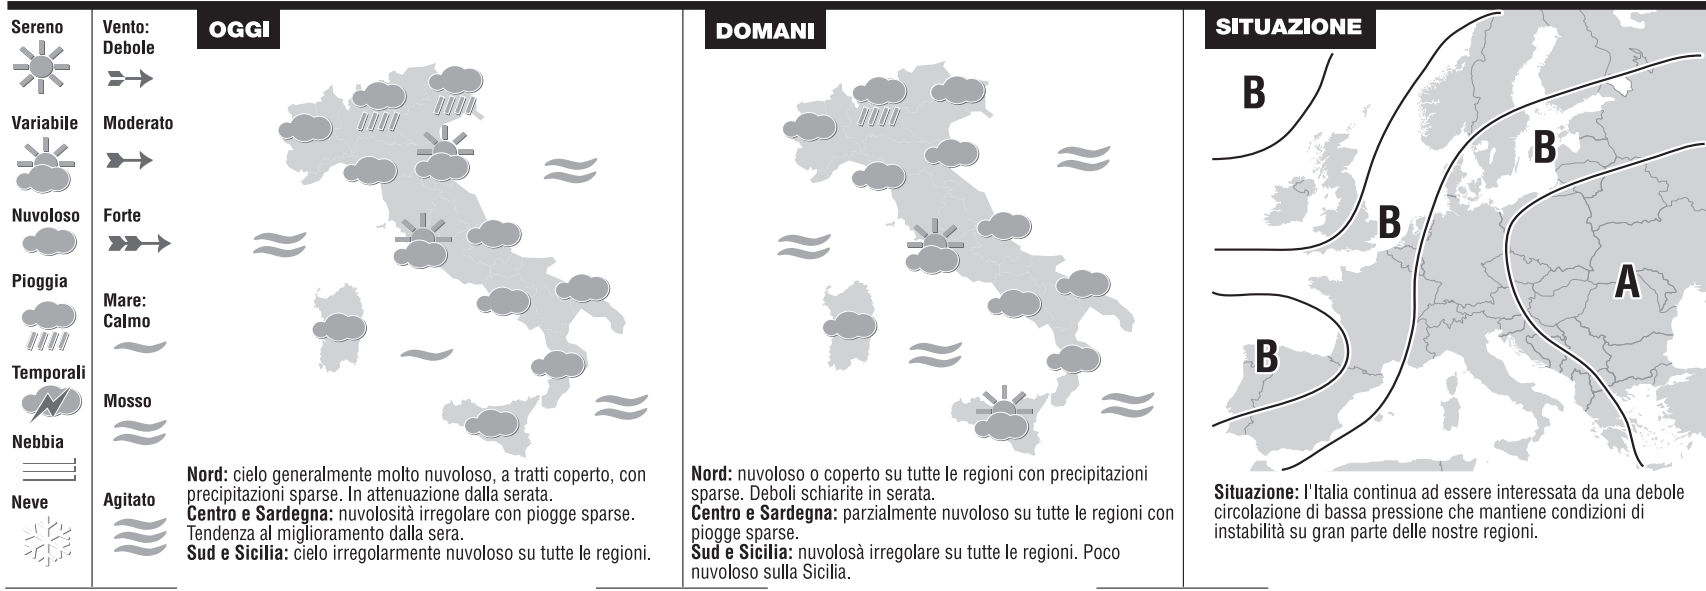 Sereno
Variabile
Nuvoloso
Pioggia
Temporali
Nebbia
Neve
Vento:
Debole
Moderato
Forte
Mare:
Calmo
Mosso
Agitato
OGGI
Nord: cielo generalmente molto nuvoloso, a tratti coperto, con
precipitazioni sparse. In attenuazione dalla serata.
Centro e Sardegna: nuvolosità irregolare con piogge sparse.
Tendenza al miglioramento dalla sera.
Sud e Sicilia: cielo irregolarmente nuvoloso su tutte le regioni.
DOMANI
Nord: nuvoloso o coperto su tutte le regioni con precipitazioni
sparse. Deboli schiarite in serata.
Centro e Sardegna: parzialmente nuvoloso su tutte le regioni con
piogge sparse.
Sud e Sicilia: nuvolosà irregolare su tutte le regioni. Poco
nuvoloso sulla Sicilia.
SITUAZIONE
B
B
B
A
B
Situazione: l'Italia continua ad essere interessata da una debole
circolazione di bassa pressione che mantiene condizioni di
instabilità su gran parte delle nostre regioni.